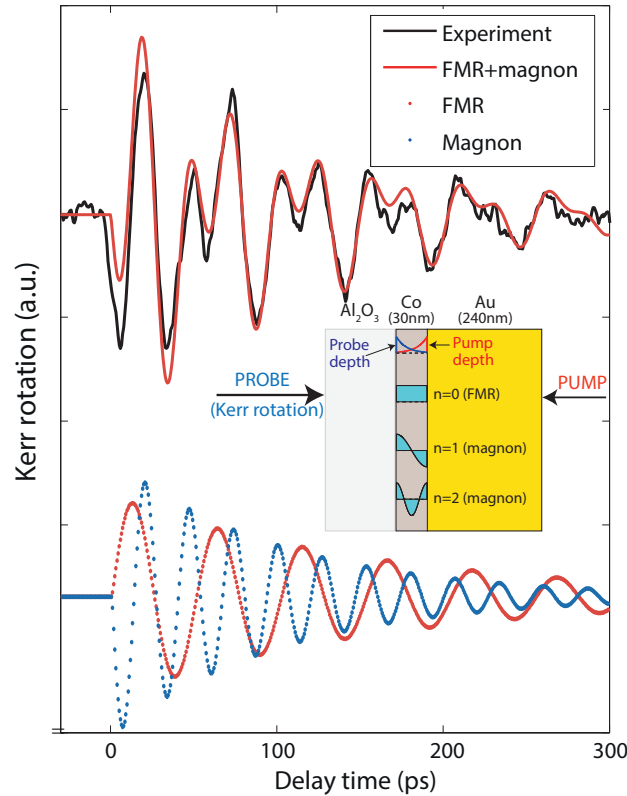 Experiment
FMR+magnon
FMR
Magnon
Kerr rotation (a.u.)
Al2O3
Co
(30nm)
Au
(240nm)
Probe
depth
Pump
depth
PROBE
(Kerr rotation)
PUMP
n=0 (FMR)
n=1 (magnon)
n=2 (magnon)
0
100
200
300
Delay time (ps)